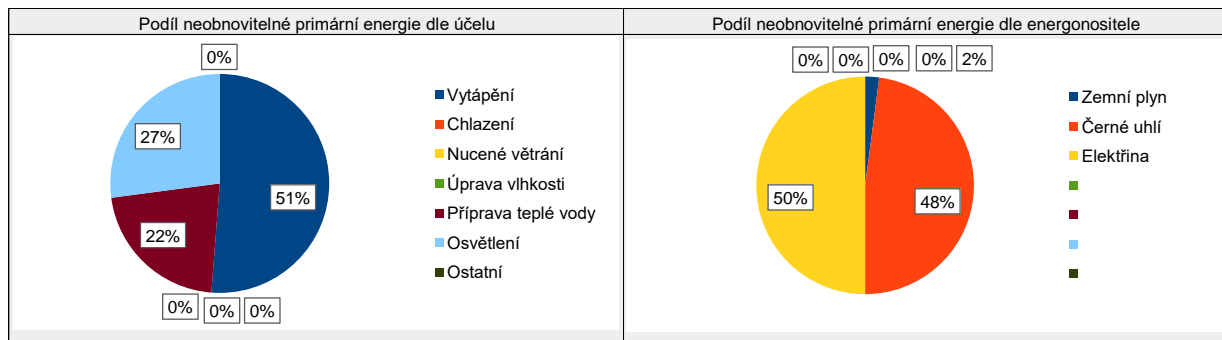 Podíl neobnovitelné primární energie dle účelu
0%
27%
51%
22%
0% 0% 0%
Vytápění
Chlazení
Nucené větrání
Úprava vlhkosti
Příprava teplé vody
Osvětlení
Ostatní
Podíl neobnovitelné primární energie dle energonositele
0% 0% 0% 0% 2%
50%
48%
Zemní plyn
Černé uhlí
Elektřina